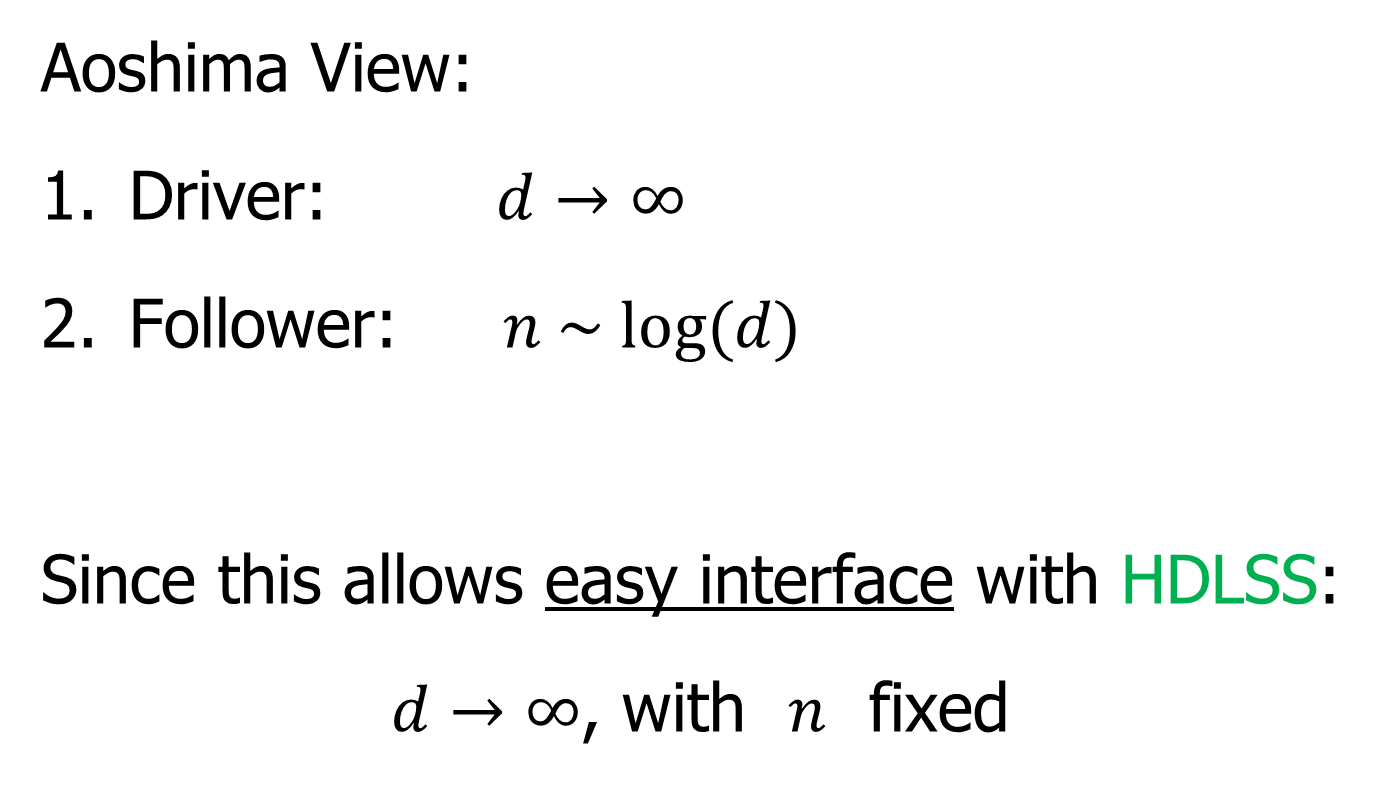 Aoshima View:
1. Driver: d → ∞
2. Follower: n ~ log(d)
Since this allows easy interface with HDLSS:
d → ∞, with n fixed